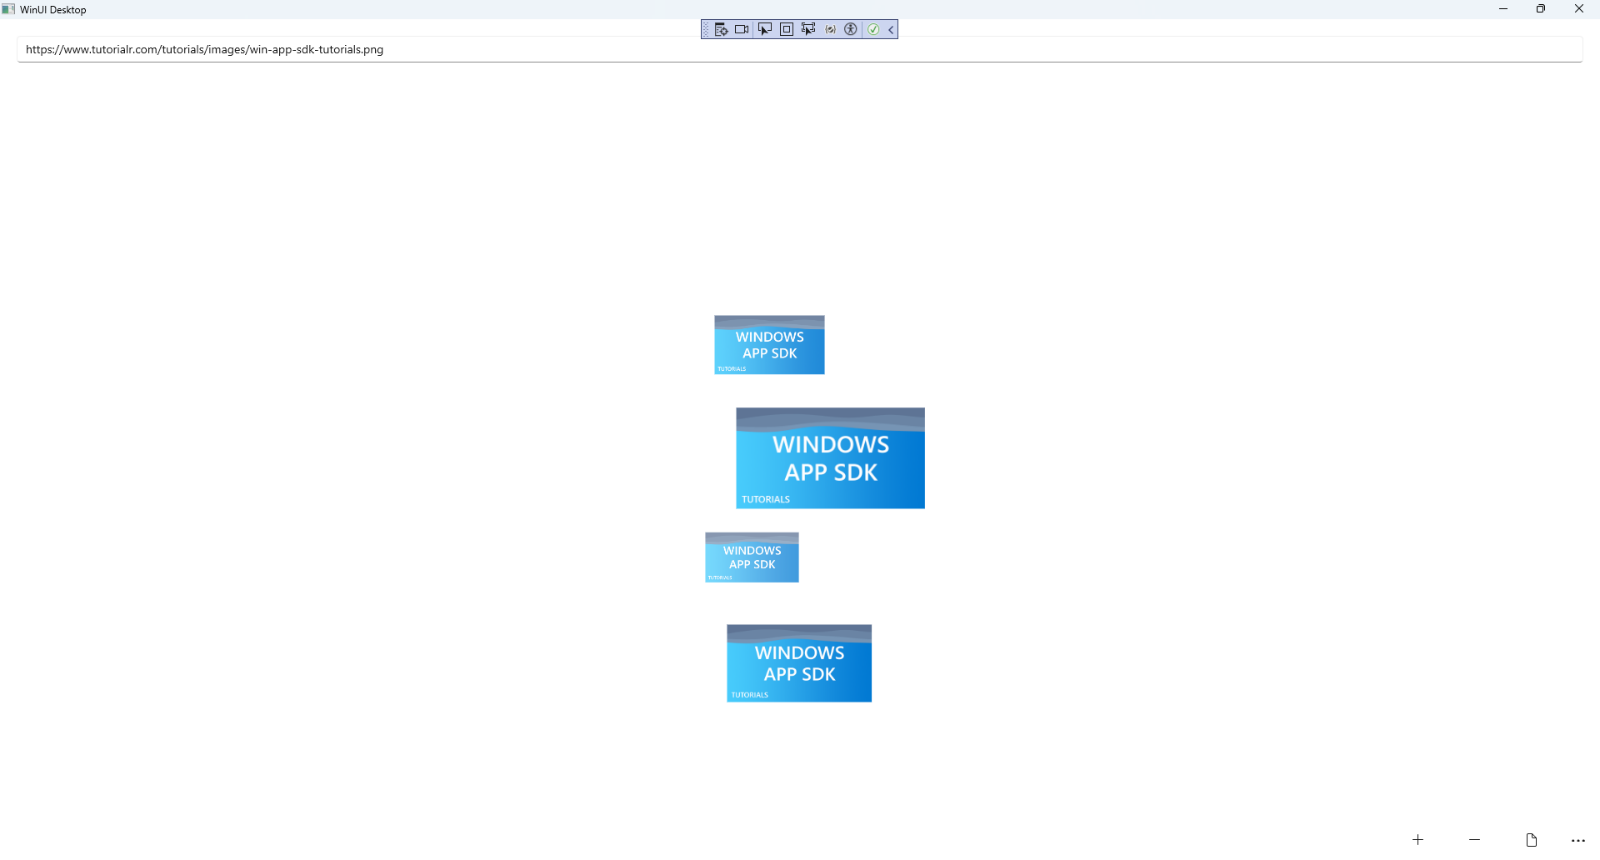 WinUI Desktop
https://www.tutorialr.com/tutorials/images/win-app-sdk-tutorials.png
WINDOWS
APP SDK
TUTORIALS
WINDOWS
APP SDK
TUTORIALS
WINDOWS
APP SDK
TUTORIALS
WINDOWS
APP SDK
TUTORIALS